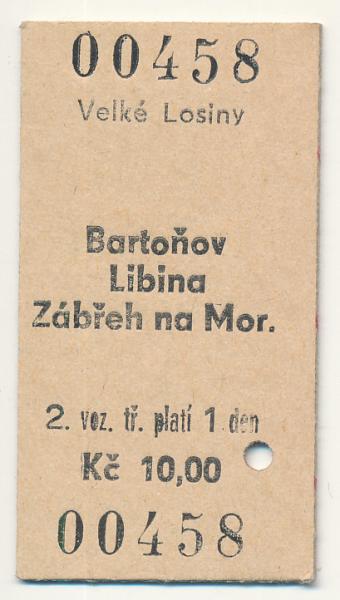 00458
Velké Losiny
Bartoňov
Libina
Zábřeh na Mor.
2. voz. tř. platí 1 den
Kč 10,00
00458